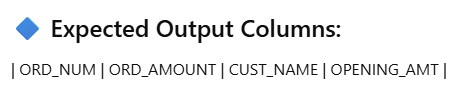 Expected Output Columns:
| ORD_NUM | ORD_AMOUNT | CUST_NAME | OPENING_AMT |